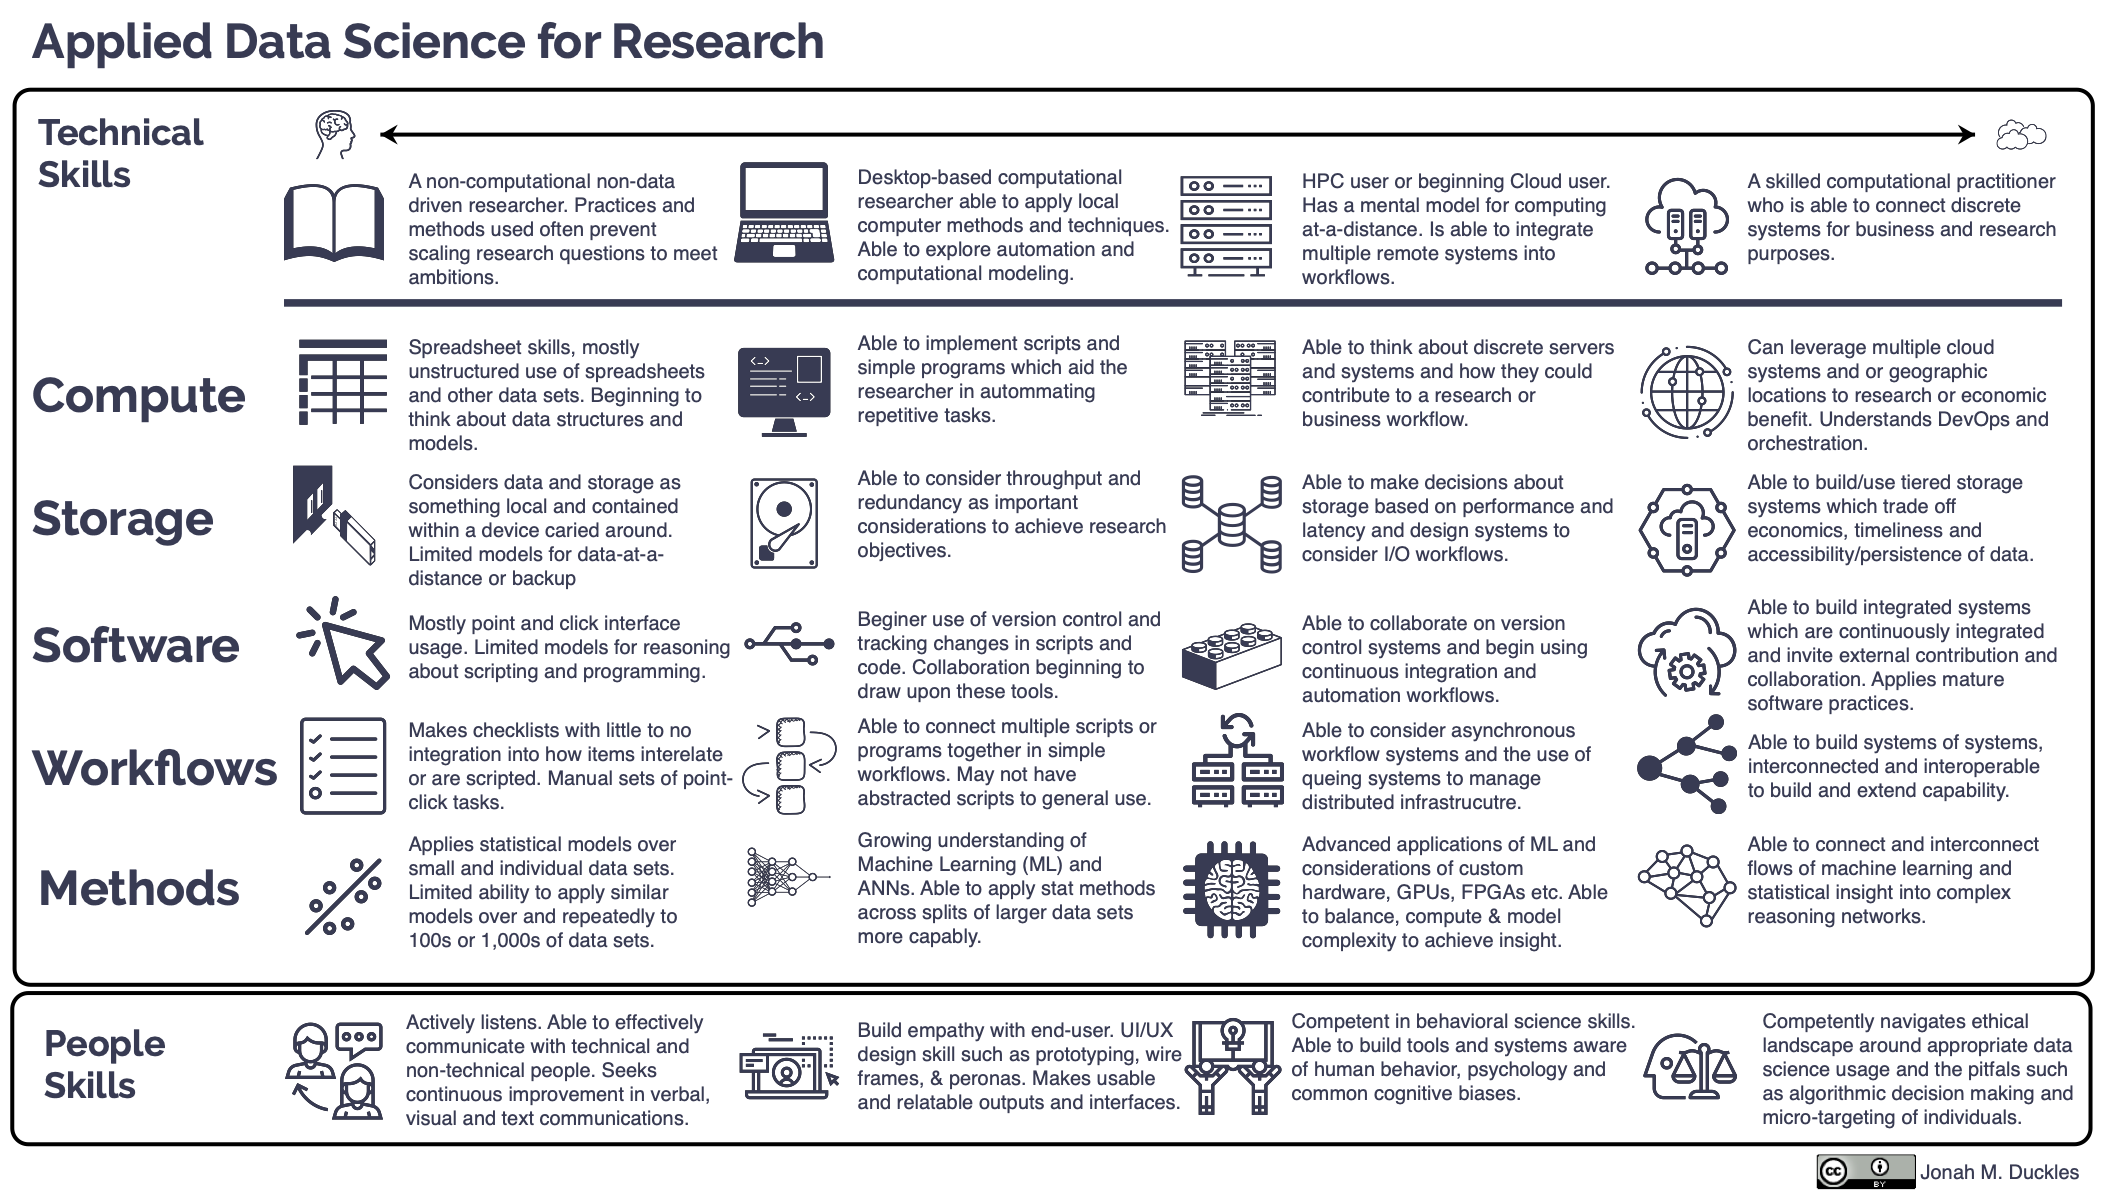 Applied Data Science for Research
Technical
Skills
A non-computational non-data
driven researcher. Practices and
methods used often prevent
scaling research questions to meet
ambitions.
Desktop-based computational
researcher able to apply local
computer methods and techniques.
Able to explore automation and
computational modeling.
HPC user or beginning Cloud user.
Has a mental model for computing
at-a-distance. Is able to integrate
multiple remote systems into
workflows.
A skilled computational practitioner
who is able to connect discrete
systems for business and research
purposes.
Compute
Spreadsheet skills, mostly
unstructured use of spreadsheets
and other data sets. Beginning to
think about data structures and
models.
Able to implement scripts and
simple programs which aid the
researcher in autommating
repetitive tasks.
Able to think about discrete servers
and systems and how they could
contribute to a research or
business workflow.
Can leverage multiple cloud
systems and or geographic
locations to research or economic
benefit. Understands DevOps and
orchestration.
Storage
Considers data and storage as
something local and contained
within a device caried around.
Limited models for data-at-a-
distance or backup
Able to consider throughput and
redundancy as important
considerations to achieve research
objectives.
Able to make decisions about
storage based on performance and
latency and design systems to
consider I/O workflows.
Able to build/use tiered storage
systems which trade off
economics, timeliness and
accessibility/persistence of data.
Software
Mostly point and click interface
usage. Limited models for reasoning
about scripting and programming.
Beginer use of version control and
tracking changes in scripts and
code. Collaboration beginning to
draw upon these tools.
Able to collaborate on version
control systems and begin using
continuous integration and
automation workflows.
Able to build integrated systems
which are continuously integrated
and invite external contribution and
collaboration. Applies mature
software practices.
Workflows
Makes checklists with little to no
integration into how items interelate
or are scripted. Manual sets of point-
click tasks.
Able to connect multiple scripts or
programs together in simple
workflows. May not have
abstracted scripts to general use.
Able to consider asynchronous
workflow systems and the use of
queing systems to manage
distributed infrastrucutre.
Able to build systems of systems,
interconnected and interoperable
to build and extend capability.
Methods
Applies statistical models over
small and individual data sets.
Limited ability to apply similar
models over and repeatedly to
100s or 1,000s of data sets.
Growing understanding of
Machine Learning (ML) and
ANNs. Able to apply stat methods
across splits of larger data sets
more capably.
Advanced applications of ML and
considerations of custom
hardware, GPUs, FPGAs etc. Able
to balance, compute & model
complexity to achieve insight.
Able to connect and interconnect
flows of machine learning and
statistical insight into complex
reasoning networks.
People
Skills
Actively listens. Able to effectively
communicate with technical and
non-technical people. Seeks
continuous improvement in verbal,
visual and text communications.
Build empathy with end-user. UI/UX
design skill such as prototyping, wire
frames, & peronas. Makes usable
and relatable outputs and interfaces.
Competent in behavioral science skills.
Able to build tools and systems aware
of human behavior, psychology and
common cognitive biases.
Competently navigates ethical
landscape around appropriate data
science usage and the pitfals such
as algorithmic decision making and
micro-targeting of individuals.
cc BY Jonah M. Duckles